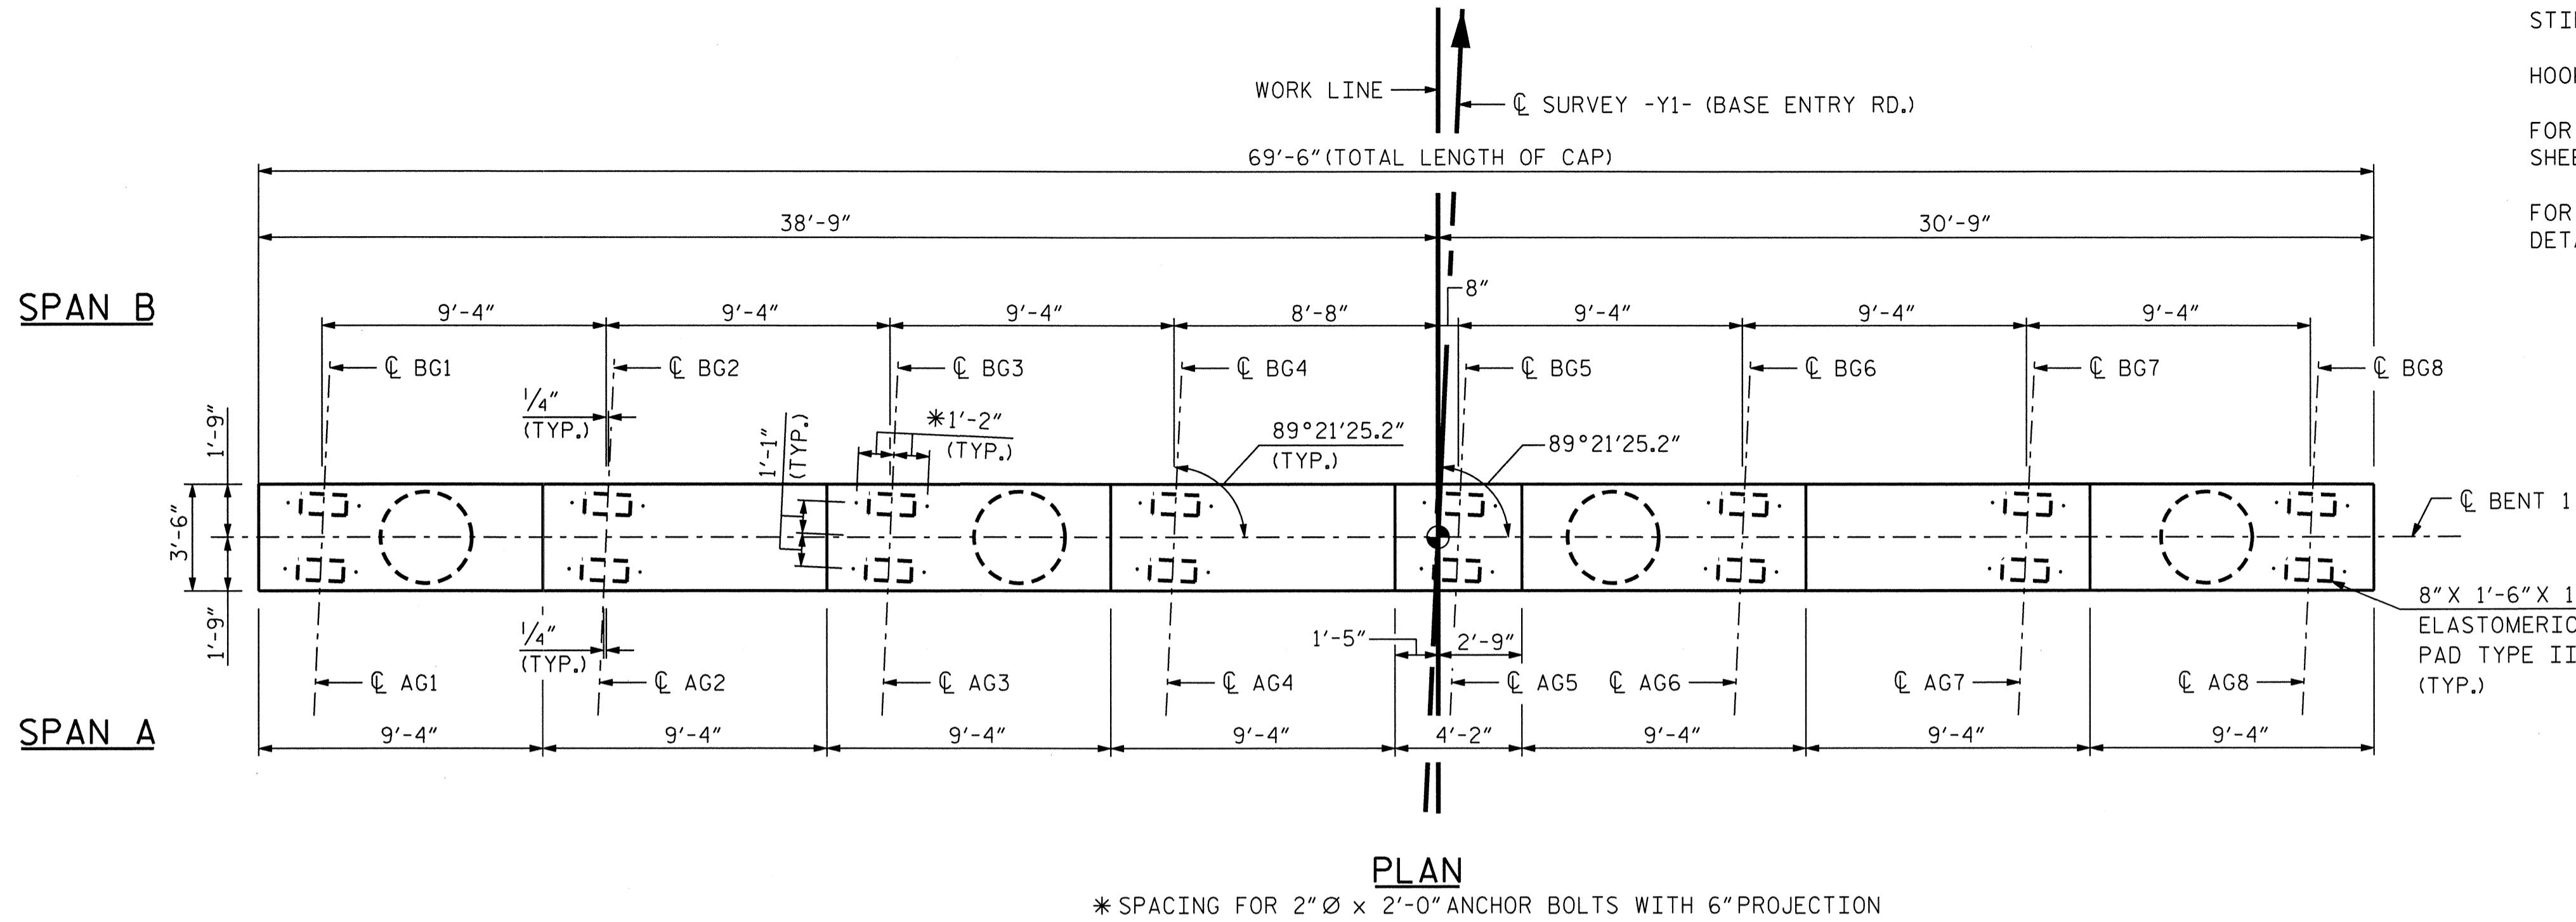 WORK LINE
℄ SURVEY -Y1- (BASE ENTRY RD.)
69'-6" (TOTAL LENGTH OF CAP)
38'-9"
30'-9"
SPAN B
9'-4"
9'-4"
9'-4"
8'-8"
8"
9'-4"
9'-4"
9'-4"
℄ BG1
℄ BG2
℄ BG3
℄ BG4
℄ BG5
℄ BG6
℄ BG7
℄ BG8
1/4"
(TYP.)
1'-1"
(TYP.)
*1'-2"
(TYP.)
89°21'25.2"
(TYP.)
89°21'25.2"
1'-9"
3'-6"
1'-9"
℄ BENT 1
8" X 1'-6" X 1
ELASTOMERIC
PAD TYPE II
(TYP.)
1/4"
(TYP.)
1'-5"
2'-9"
℄ AG1
℄ AG2
℄ AG3
℄ AG4
℄ AG5
℄ AG6
℄ AG7
℄ AG8
SPAN A
9'-4"
9'-4"
9'-4"
9'-4"
4'-2"
9'-4"
9'-4"
9'-4"
PLAN
* SPACING FOR 2" Ø x 2'-0" ANCHOR BOLTS WITH 6" PROJECTION
FOR
FOR